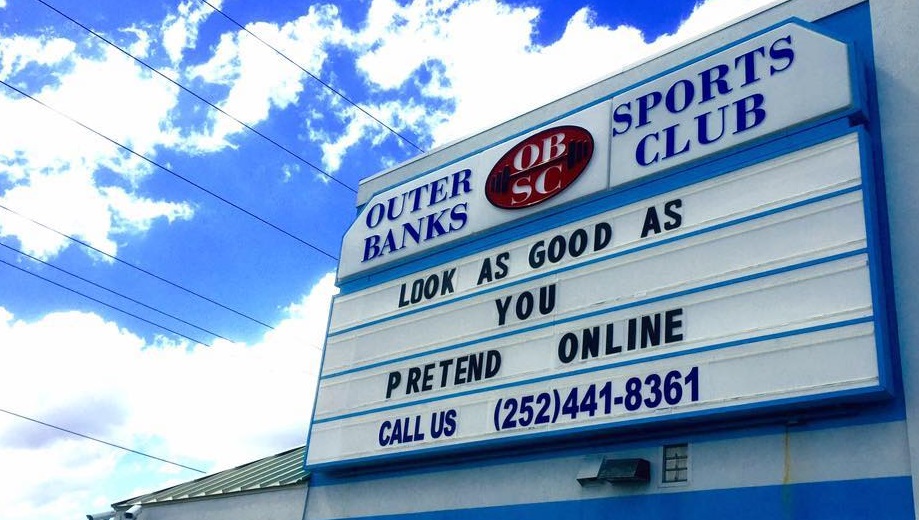 OUTER
BANKS
OB
SC
SPORTS
CLUB
LOOK AS GOOD AS
YOU
PRETEND ONLINE
CALL US (252)441-8361